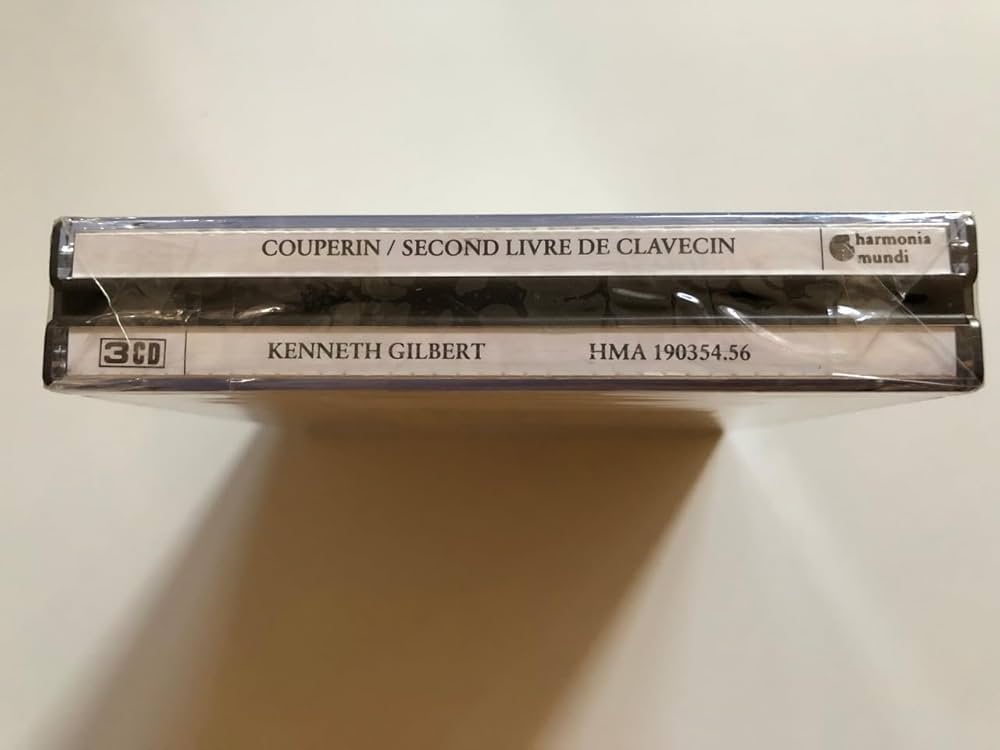 COUPERIN / SECOND LIVRE DE CLAVECIN
harmonia
mundi
3CD
KENNETH GILBERT HMA 190354.56